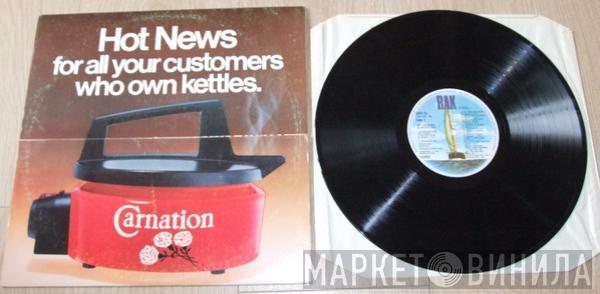 Hot News
for all your customers
who own kettles.
Carnation
RAK
МАРКЕТ ВИНИЛА